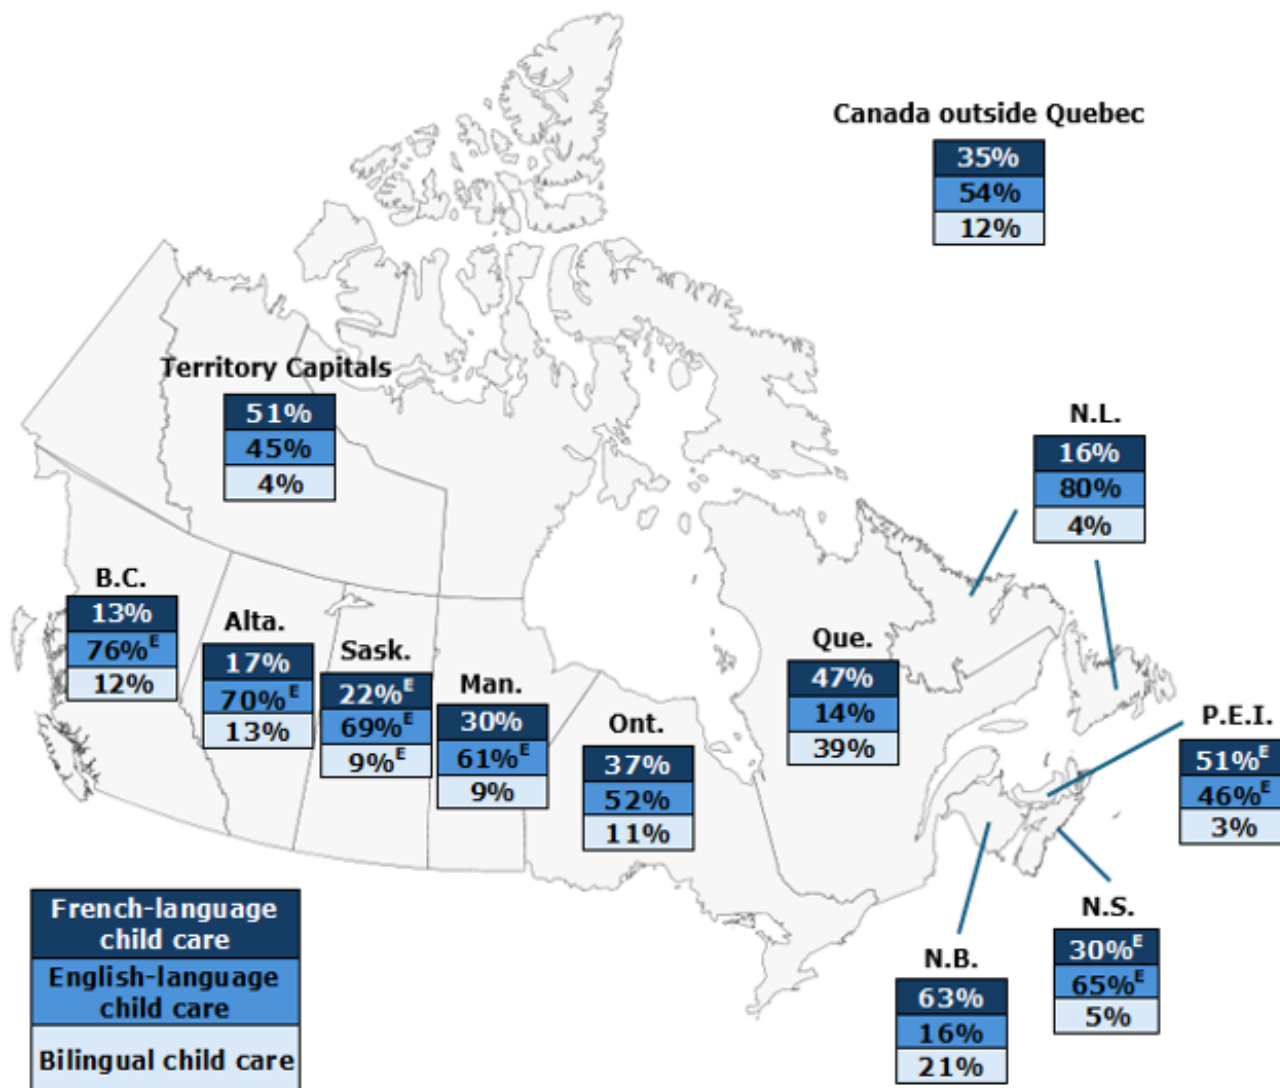 Canada outside Quebec
35%
54%
12%
Territory Capitals
51%
45%
4%
N.L.
16%
80%
4%
B.C.
13%
76%E
12%
Alta.
17%
70%E
13%
Sask.
22%E
69%E
9%E
Man.
30%
61%E
9%
Ont.
37%
52%
11%
Que.
47%
14%
39%
P.E.I.
51%E
46%E
3%
N.S.
30%E
65%E
5%
N.B.
63%
16%
21%
French-language
child care
English-language
child care
Bilingual child care